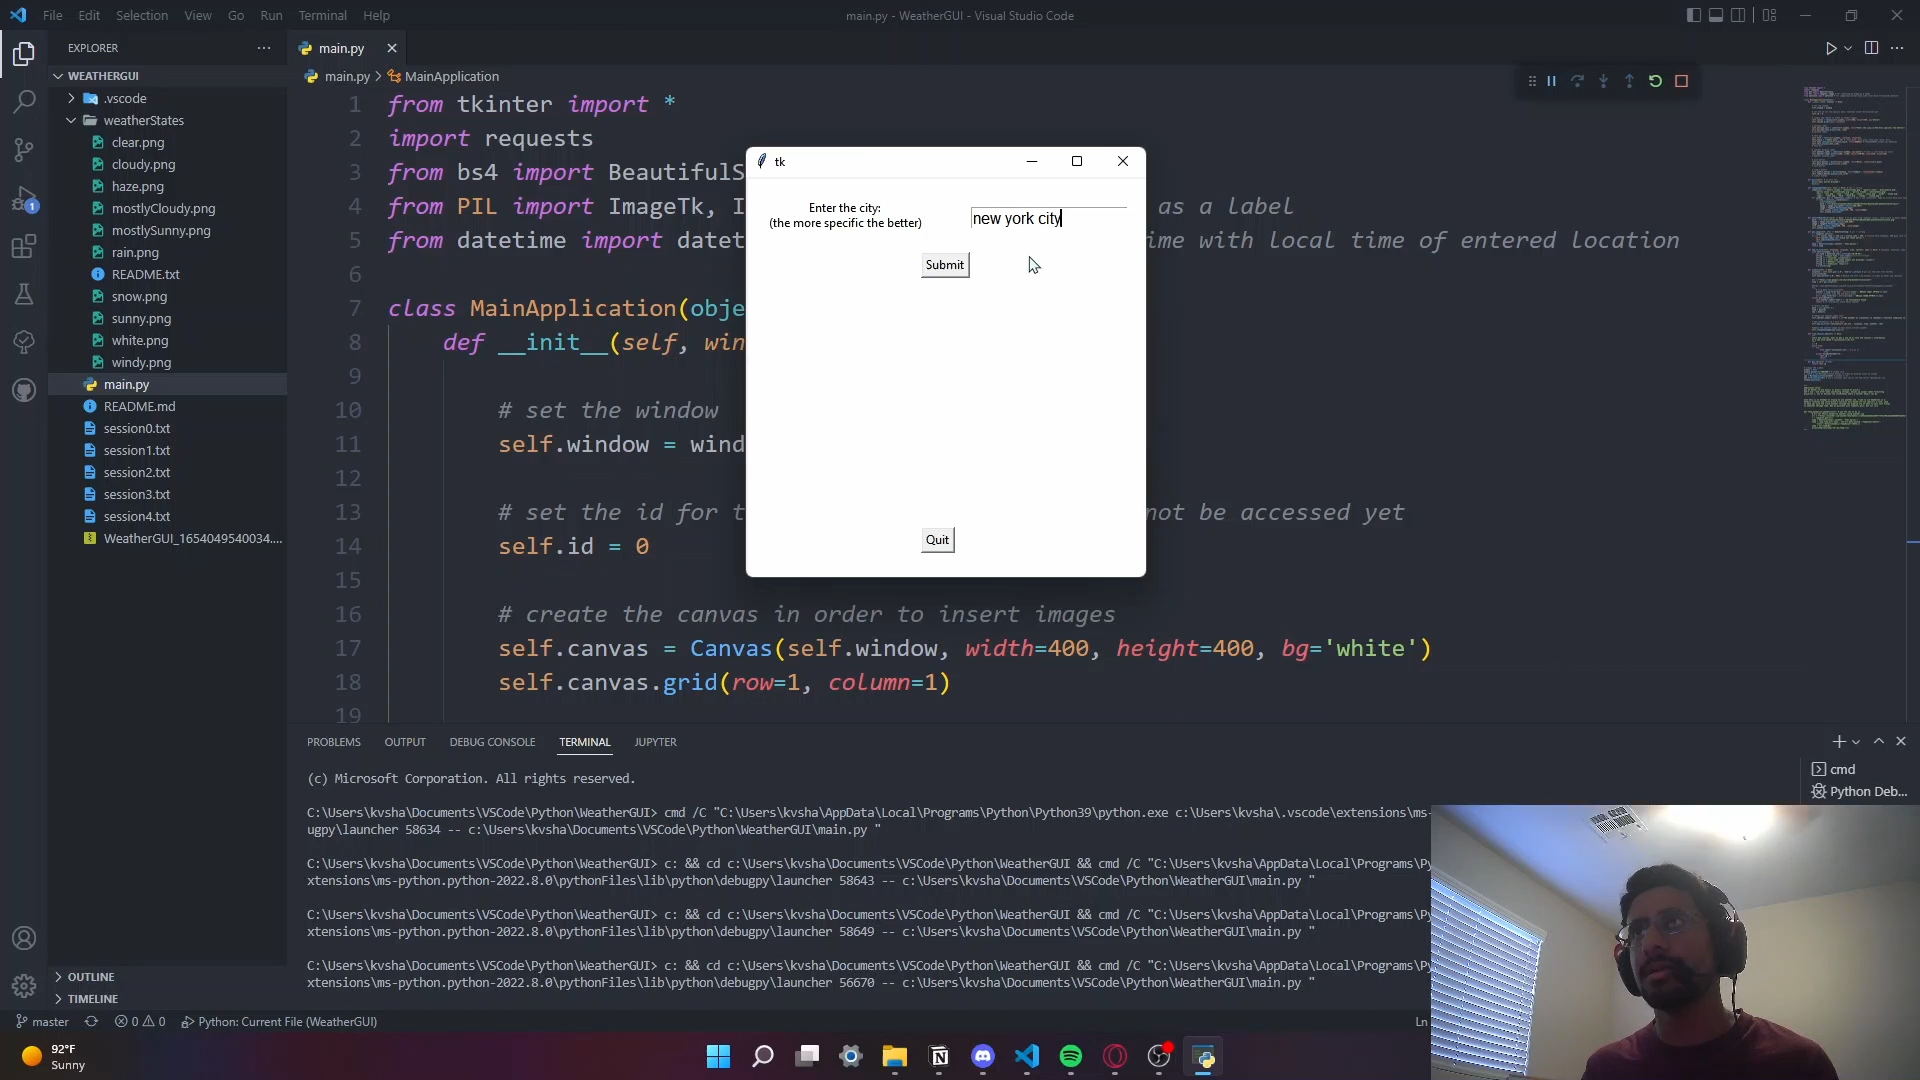 File Edit Selection View Go Run Terminal Help
main.py - WeatherGUI - Visual Studio Code
EXPLORER
WEATHERGUI
.vscode
weatherStates
clear.png
cloudy.png
haze.png
mostlyCloudy.png
mostlySunny.png
rain.png
README.txt
snow.png
sunny.png
white.png
windy.png
main.py
README.md
session0.txt
session1.txt
session2.txt
session3.txt
session4.txt
WeatherGUI_1654049540034....
OUTLINE
TIMELINE
1
main.py
main.py > MainApplication
1 from tkinter import *
2 import requests
3 from bs4 import BeautifulS
4 from PIL import ImageTk, I as a label
5 from datetime import datet ime with local time of entered location
6
7 class MainApplication(obje
8 def __init__(self, win
9
10 # set the window
11 self.window = wind
12
13 # set the id for t not be accessed yet
14 self.id = 0
15
16 # create the canvas in order to insert images
17 self.canvas = Canvas(self.window, width=400, height=400, bg='white')
18 self.canvas.grid(row=1, column=1)
19
tk
Enter the city:
(the more specific the better)
new york city
Submit
Quit
PROBLEMS OUTPUT DEBUG CONSOLE TERMINAL JUPYTER
cmd
Python Deb...
(c) Microsoft Corporation. All rights reserved.
C:\Users\kvsha\Documents\VSCode\Python\WeatherGUI> cmd /C "C:\Users\kvsha\AppData\Local\Programs\Python\Python39\python.exe c:\Users\kvsha\.vscode\extensions\ms-
ugpy\launcher 58634 -- c:\Users\kvsha\Documents\VSCode\Python\WeatherGUI\main.py "
C:\Users\kvsha\Documents\VSCode\Python\WeatherGUI> c: && cd c:\Users\kvsha\Documents\VSCode\Python\WeatherGUI && cmd /C "C:\Users\kvsha\AppData\Local\Programs\Py
xtensions\ms-python.python-2022.8.0\pythonFiles\lib\python\debugpy\launcher 58643 -- c:\Users\kvsha\Documents\VSCode\Python\WeatherGUI\main.py "
C:\Users\kvsha\Documents\VSCode\Python\WeatherGUI> c: && cd c:\Users\kvsha\Documents\VSCode\Python\WeatherGUI && cmd /C "C:\Users\kvsha\AppData\Local\Programs\Py
xtensions\ms-python.python-2022.8.0\pythonFiles\lib\python\debugpy\launcher 58649 -- c:\Users\kvsha\Documents\VSCode\Python\WeatherGUI\main.py "
C:\Users\kvsha\Documents\VSCode\Python\WeatherGUI> c: && cd c:\Users\kvsha\Documents\VSCode\Python\WeatherGUI && cmd /C "C:\Users\kvsha\AppData\Local\Programs\Py
xtensions\ms-python.python-2022.8.0\pythonFiles\lib\python\debugpy\launcher 56670 -- c:\Users\kvsha\Documents\VSCode\Python\WeatherGUI\main.py "
master 0 0 Python: Current File (WeatherGUI) Ln
92°F
Sunny